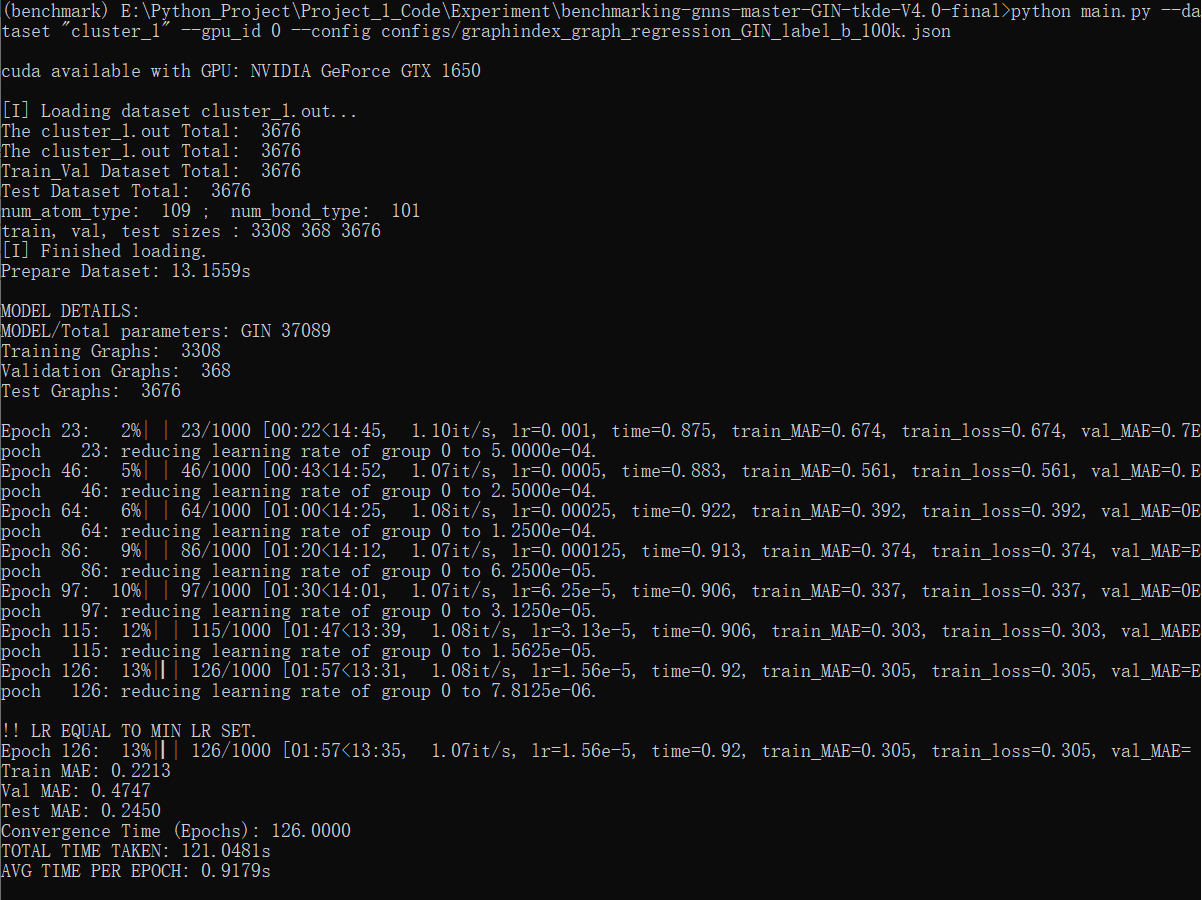 (benchmark) E:\Python_Project\Project_1_Code\Experiment\benchmarking-gnns-master-GIN-tkde-V4.0-final>python main.py --da
taset "cluster_1" --gpu_id 0 --config configs/graphindex_graph_regression_GIN_label_b_100k.json
cuda available with GPU: NVIDIA GeForce GTX 1650
[I] Loading dataset cluster_1.out...
The cluster_1.out Total:  3676
The cluster_1.out Total:  3676
Train_Val Dataset Total:  3676
Test Dataset Total:  3676
num_atom_type:  109 ;  num_bond_type:  101
train, val, test sizes : 3308 368 3676
[I] Finished loading.
Prepare Dataset: 13.1559s
MODEL DETAILS:
MODEL/Total parameters: GIN 37089
Training Graphs:  3308
Validation Graphs:  368
Test Graphs:  3676
Epoch 23:   2%| | 23/1000 [00:22<14:45,  1.10it/s, lr=0.001, time=0.875, train_MAE=0.674, train_loss=0.674, val_MAE=0.7E
poch    23: reducing learning rate of group 0 to 5.0000e-04.
Epoch 46:   5%| | 46/1000 [00:43<14:52,  1.07it/s, lr=0.0005, time=0.883, train_MAE=0.561, train_loss=0.561, val_MAE=0.E
poch    46: reducing learning rate of group 0 to 2.5000e-04.
Epoch 64:   6%| | 64/1000 [01:00<14:25,  1.08it/s, lr=0.00025, time=0.922, train_MAE=0.392, train_loss=0.392, val_MAE=0E
poch    64: reducing learning rate of group 0 to 1.2500e-04.
Epoch 86:   9%| | 86/1000 [01:20<14:12,  1.07it/s, lr=0.000125, time=0.913, train_MAE=0.374, train_loss=0.374, val_MAE=E
poch    86: reducing learning rate of group 0 to 6.2500e-05.
Epoch 97:  10%| | 97/1000 [01:30<14:01,  1.07it/s, lr=6.25e-5, time=0.906, train_MAE=0.337, train_loss=0.337, val_MAE=0E
poch    97: reducing learning rate of group 0 to 3.1250e-05.
Epoch 115:  12%| | 115/1000 [01:47<13:39,  1.08it/s, lr=3.13e-5, time=0.906, train_MAE=0.303, train_loss=0.303, val_MAEE
poch   115: reducing learning rate of group 0 to 1.5625e-05.
Epoch 126:  13%|▏| 126/1000 [01:57<13:31,  1.08it/s, lr=1.56e-5, time=0.92, train_MAE=0.305, train_loss=0.305, val_MAE=E
poch   126: reducing learning rate of group 0 to 7.8125e-06.
!! LR EQUAL TO MIN LR SET.
Epoch 126:  13%|▏| 126/1000 [01:57<13:35,  1.07it/s, lr=1.56e-5, time=0.92, train_MAE=0.305, train_loss=0.305, val_MAE=
Train MAE: 0.2213
Val MAE: 0.4747
Test MAE: 0.2450
Convergence Time (Epochs): 126.0000
TOTAL TIME TAKEN: 121.0481s
AVG TIME PER EPOCH: 0.9179s